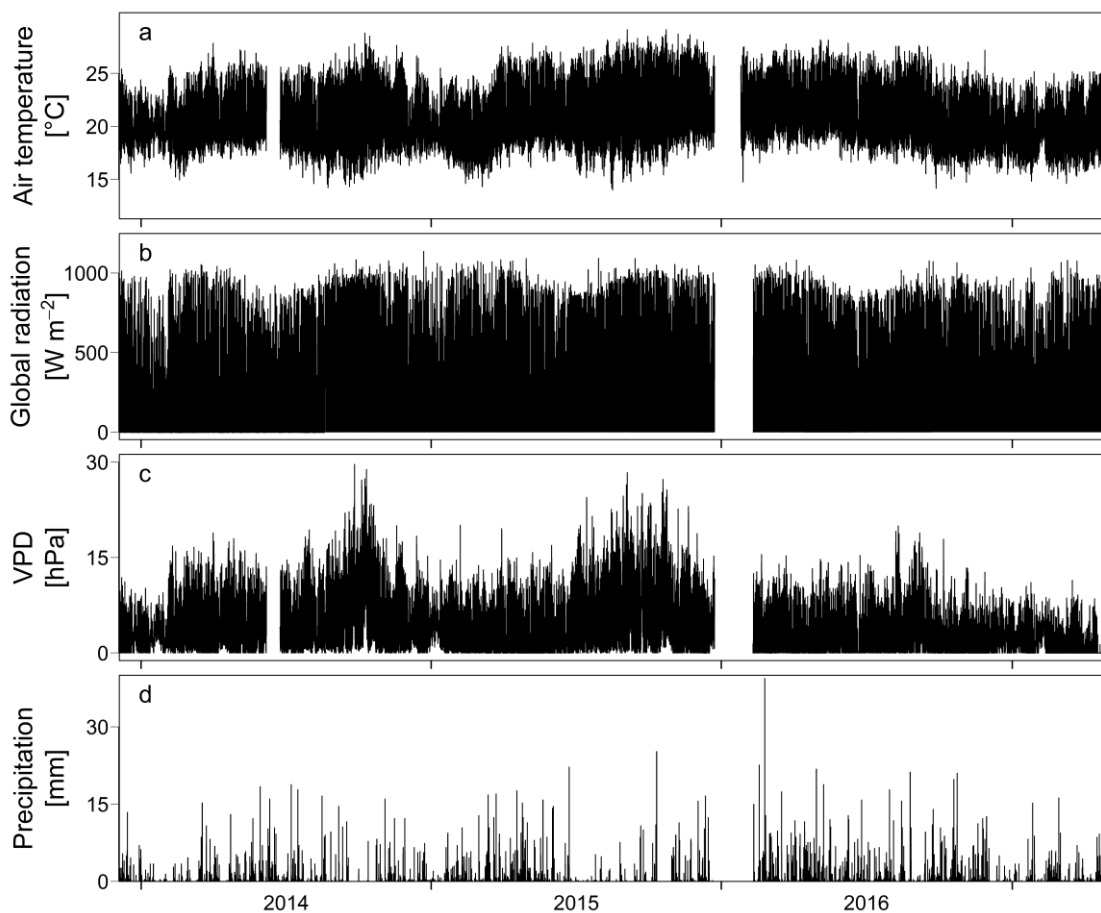 a
Air temperature
[°C]
25
20
15
b
Global radiation
[W m⁻²]
1000
500
0
c
VPD
[hPa]
30
15
0
d
Precipitation
[mm]
30
15
0
2014
2015
2016